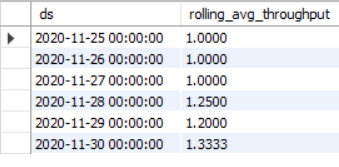 ds rolling_avg_throughput
2020-11-25 00:00:00 1.0000
2020-11-26 00:00:00 1.0000
2020-11-27 00:00:00 1.0000
2020-11-28 00:00:00 1.2500
2020-11-29 00:00:00 1.2000
2020-11-30 00:00:00 1.3333